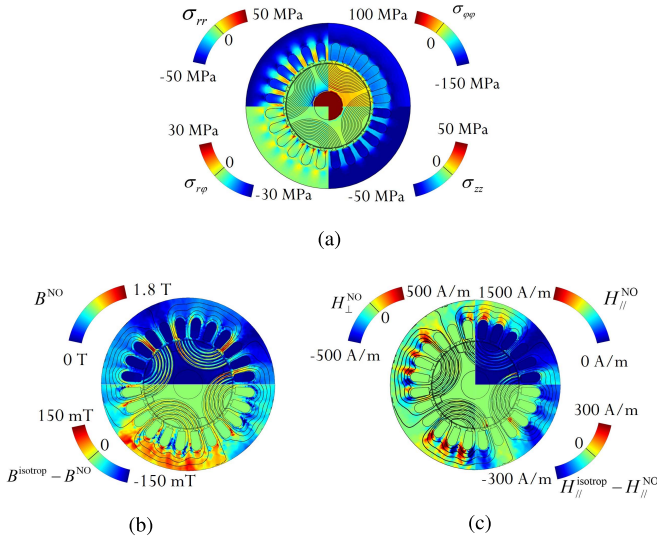 σrr 50 MPa 100 MPa σφφ
0 0
-50 MPa -150 MPa
30 MPa 50 MPa
0 0
σrφ -30 MPa -50 MPa σzz
(a)
B^NO 1.8 T
0 T
150 mT
0
B^isotrop − B^NO -150 mT
(b)
H⊥^NO 500 A/m 1500 A/m H//^NO
0
-500 A/m 0 A/m
300 A/m
0
-300 A/m H//^isotrop − H//^NO
(c)